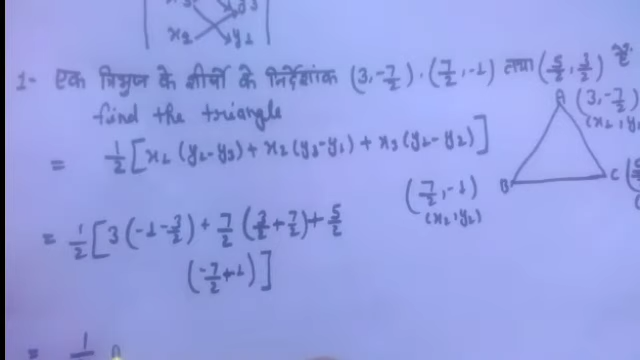 x₂ y₁
1- एक त्रिभुज के शीर्षो के निर्देशांक (3, -7/2), (7/2, -1) तथा (5/2, 3/2) है
find the triangle
A (3, -7/2)
= 1/2 [x₁ (y₂-y₃) + x₂ (y₃-y₁) + x₃ (y₁-y₂)]
B C
(7/2, -1)
(x₂, y₂)
= 1/2 [3 (-1 - 3/2) + 7/2 (3/2 + 7/2) + 5/2
(-7/2 + 1)]
= 1